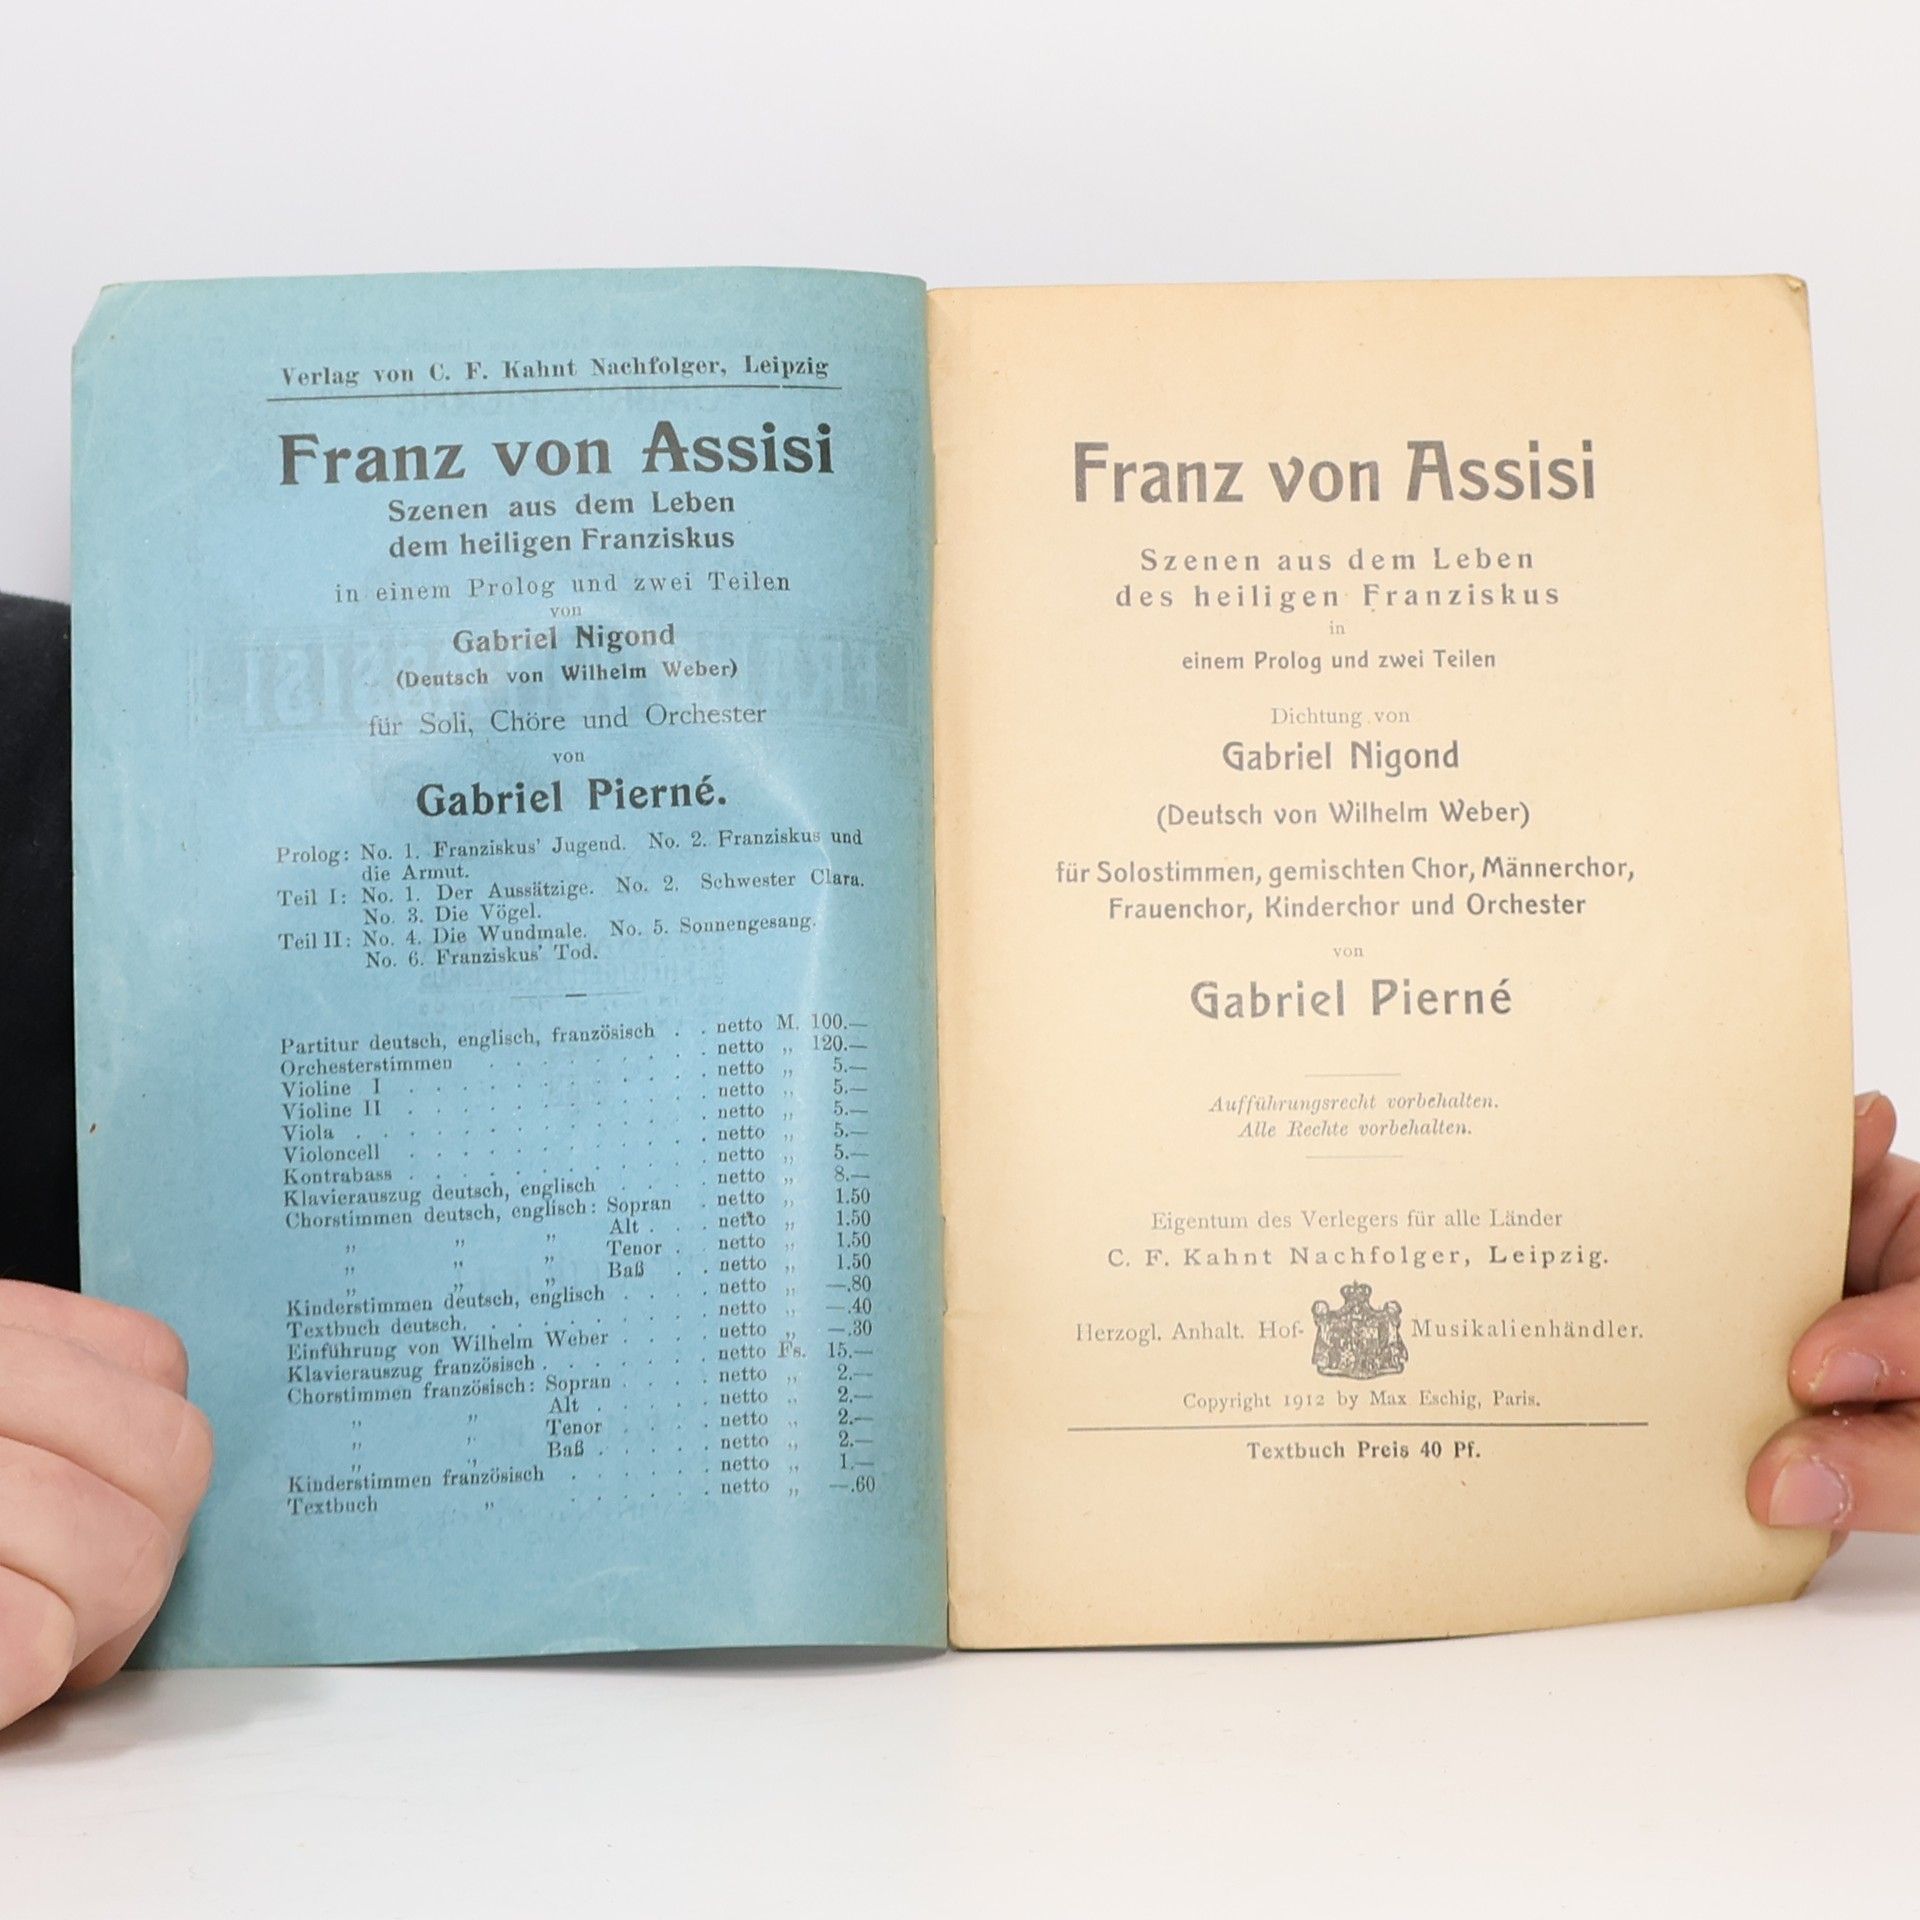 Verlag von C. F. Kahnt Nachfolger, Leipzig
Franz von Assisi
Szenen aus dem Leben
dem heiligen Franziskus
in einem Prolog und zwei Teilen
von
Gabriel Nigond
(Deutsch von Wilhelm Weber)
für Soli, Chöre und Orchester
von
Gabriel Pierné.
Prolog: No. 1. Franziskus' Jugend. No. 2. Franziskus und
die Armut.
Teil I: No. 1. Der Aussätzige. No. 2. Schwester Clara.
No. 3. Die Vögel.
Teil II: No. 4. Die Wundmale. No. 5. Sonnengesang.
No. 6. Franziskus' Tod.
Partitur deutsch, englisch, französisch . . netto M. 100.—
Orchesterstimmen . . . . . . . . . netto „ 120.—
Violine I . . . . . . . . . . . . netto „ 5.—
Violine II . . . . . . . . . . . . netto „ 5.—
Viola . . . . . . . . . . . . . . netto „ 5.—
Violoncell . . . . . . . . . . . . netto „ 5.—
Kontrabass . . . . . . . . . . . . netto „ 5.—
Klavierauszug deutsch, englisch . . . . netto „ 8.—
Chorstimmen deutsch, englisch: Sopran . netto „ 1.50
„ „ „ Alt . . . netto „ 1.50
„ „ „ Tenor . . netto „ 1.50
„ „ „ Baß . . netto „ 1.50
Kinderstimmen deutsch, englisch . . . . netto „ —.80
Textbuch deutsch. . . . . . . . . . netto „ —.40
Einführung von Wilhelm Weber . . . . netto „ —.30
Klavierauszug französisch . . . . . . . netto Fs. 15.—
Chorstimmen französisch: Sopran . . . . netto „ 2.—
„ „ Alt . . . . . netto „ 2.—
„ „ Tenor . . . . netto „ 2.—
„ „ Baß . . . . . netto „ 2.—
Kinderstimmen französisch . . . . . . netto „ 1.—
Textbuch „ . . . . . . netto „ —.60
Franz von Assisi
Szenen aus dem Leben
des heiligen Franziskus
in
einem Prolog und zwei Teilen
Dichtung von
Gabriel Nigond
(Deutsch von Wilhelm Weber)
für Solostimmen, gemischten Chor, Männerchor,
Frauenchor, Kinderchor und Orchester
von
Gabriel Pierné
Aufführungsrecht vorbehalten.
Alle Rechte vorbehalten.
Eigentum des Verlegers für alle Länder
C. F. Kahnt Nachfolger, Leipzig.
Herzogl. Anhalt. Hof- Musikalienhändler.
Copyright 1912 by Max Eschig, Paris.
Textbuch Preis 40 Pf.